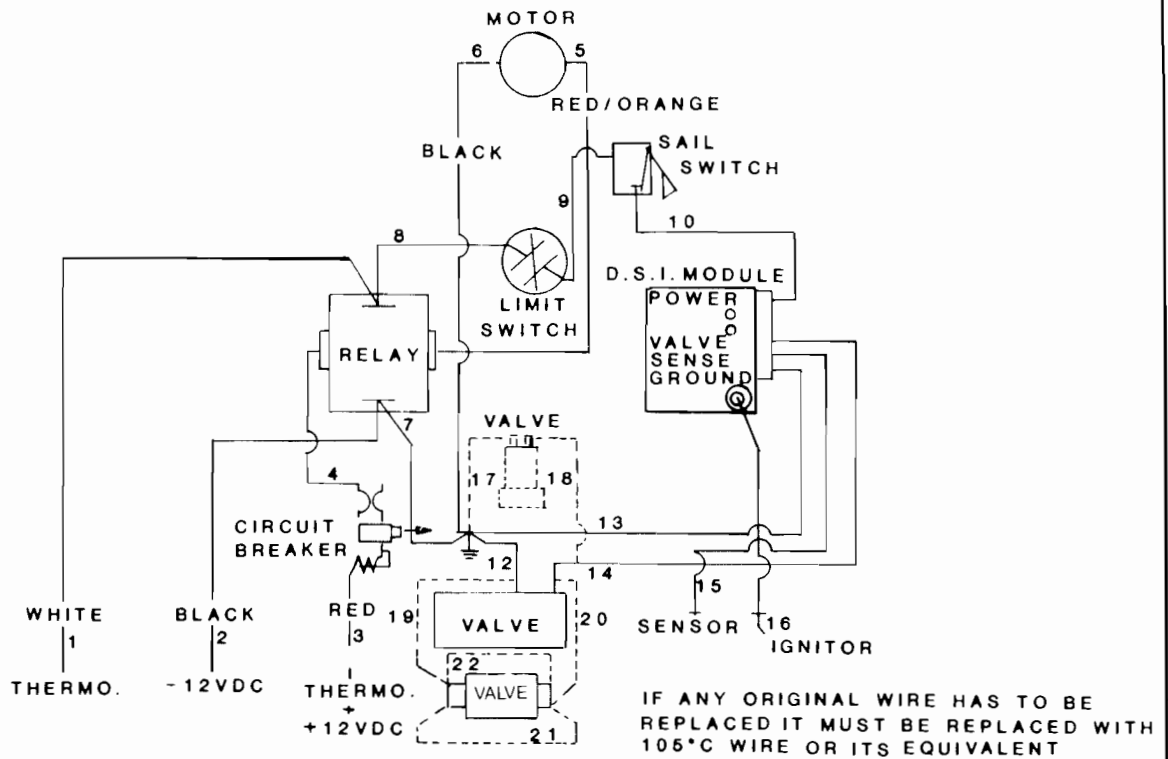 MOTOR
6
5
RED/ORANGE
BLACK
SAIL
SWITCH
9
10
8
D.S.I. MODULE
LIMIT
SWITCH
POWER
RELAY
VALVE
SENSE
GROUND
7
VALVE
4
17
18
CIRCUIT
BREAKER
13
12
14
15
WHITE
1
THERMO.
BLACK
2
-12VDC
RED
3
THERMO.
+
+12VDC
19
VALVE
20
SENSOR
16
IGNITOR
22
VALVE
21
IF ANY ORIGINAL WIRE HAS TO BE
REPLACED IT MUST BE REPLACED WITH
105°C WIRE OR ITS EQUIVALENT